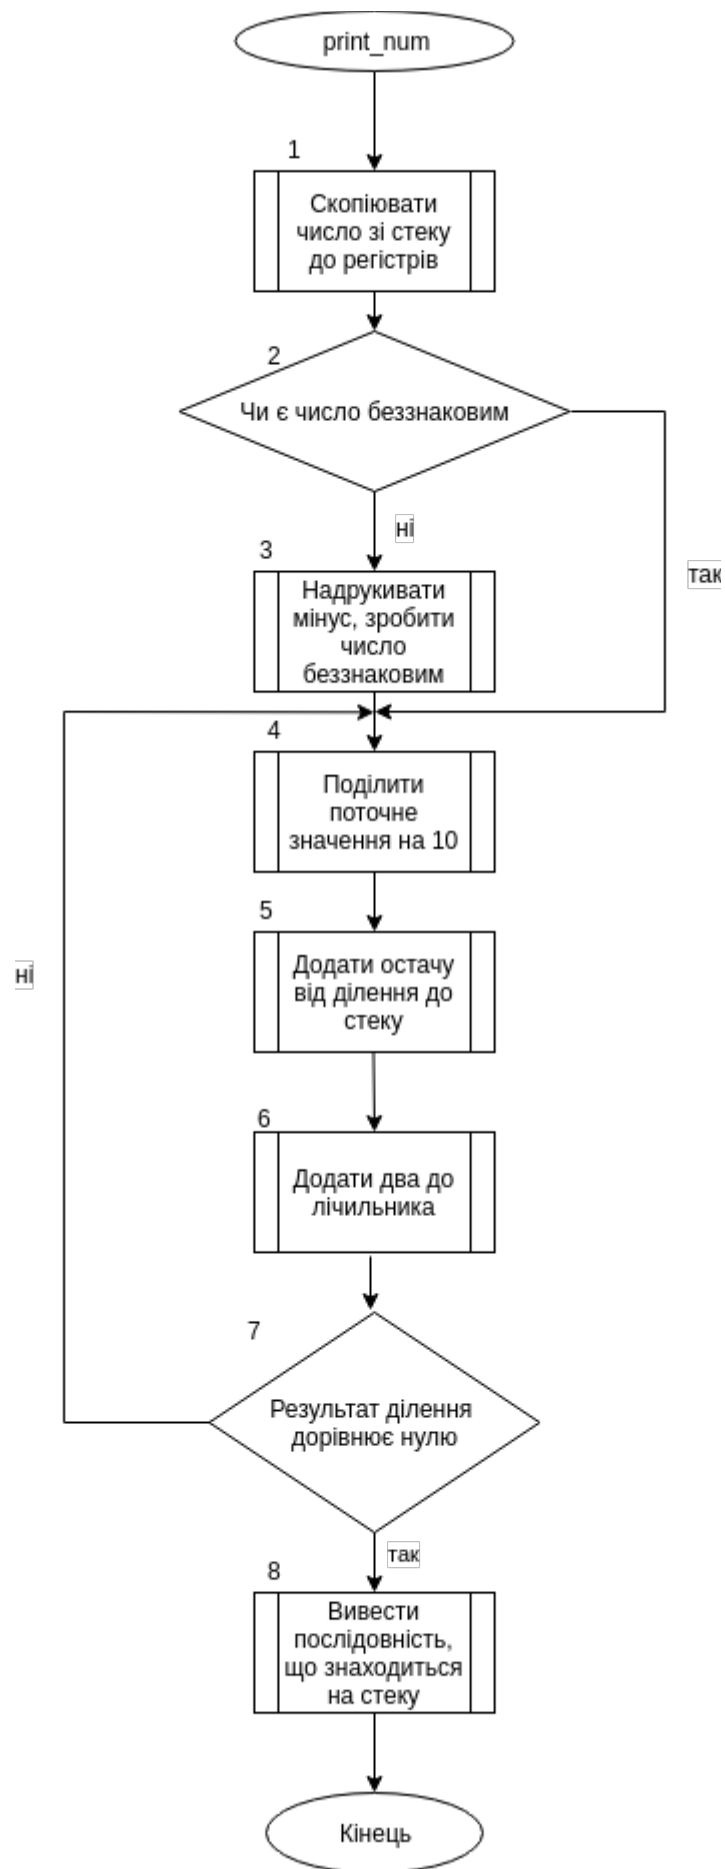 print_num
1
Скопіювати
число зі стеку
до регістрів
2
Чи є число беззнаковим
ні
так
3
Надрукивати
мінус, зробити
число
беззнаковим
4
Поділити
поточне
значення на 10
5
Додати остачу
від ділення до
стеку
ні
6
Додати два до
лічильника
7
Результат ділення
дорівнює нулю
так
8
Вивести
послідовність,
що знаходиться
на стеку
Кінець